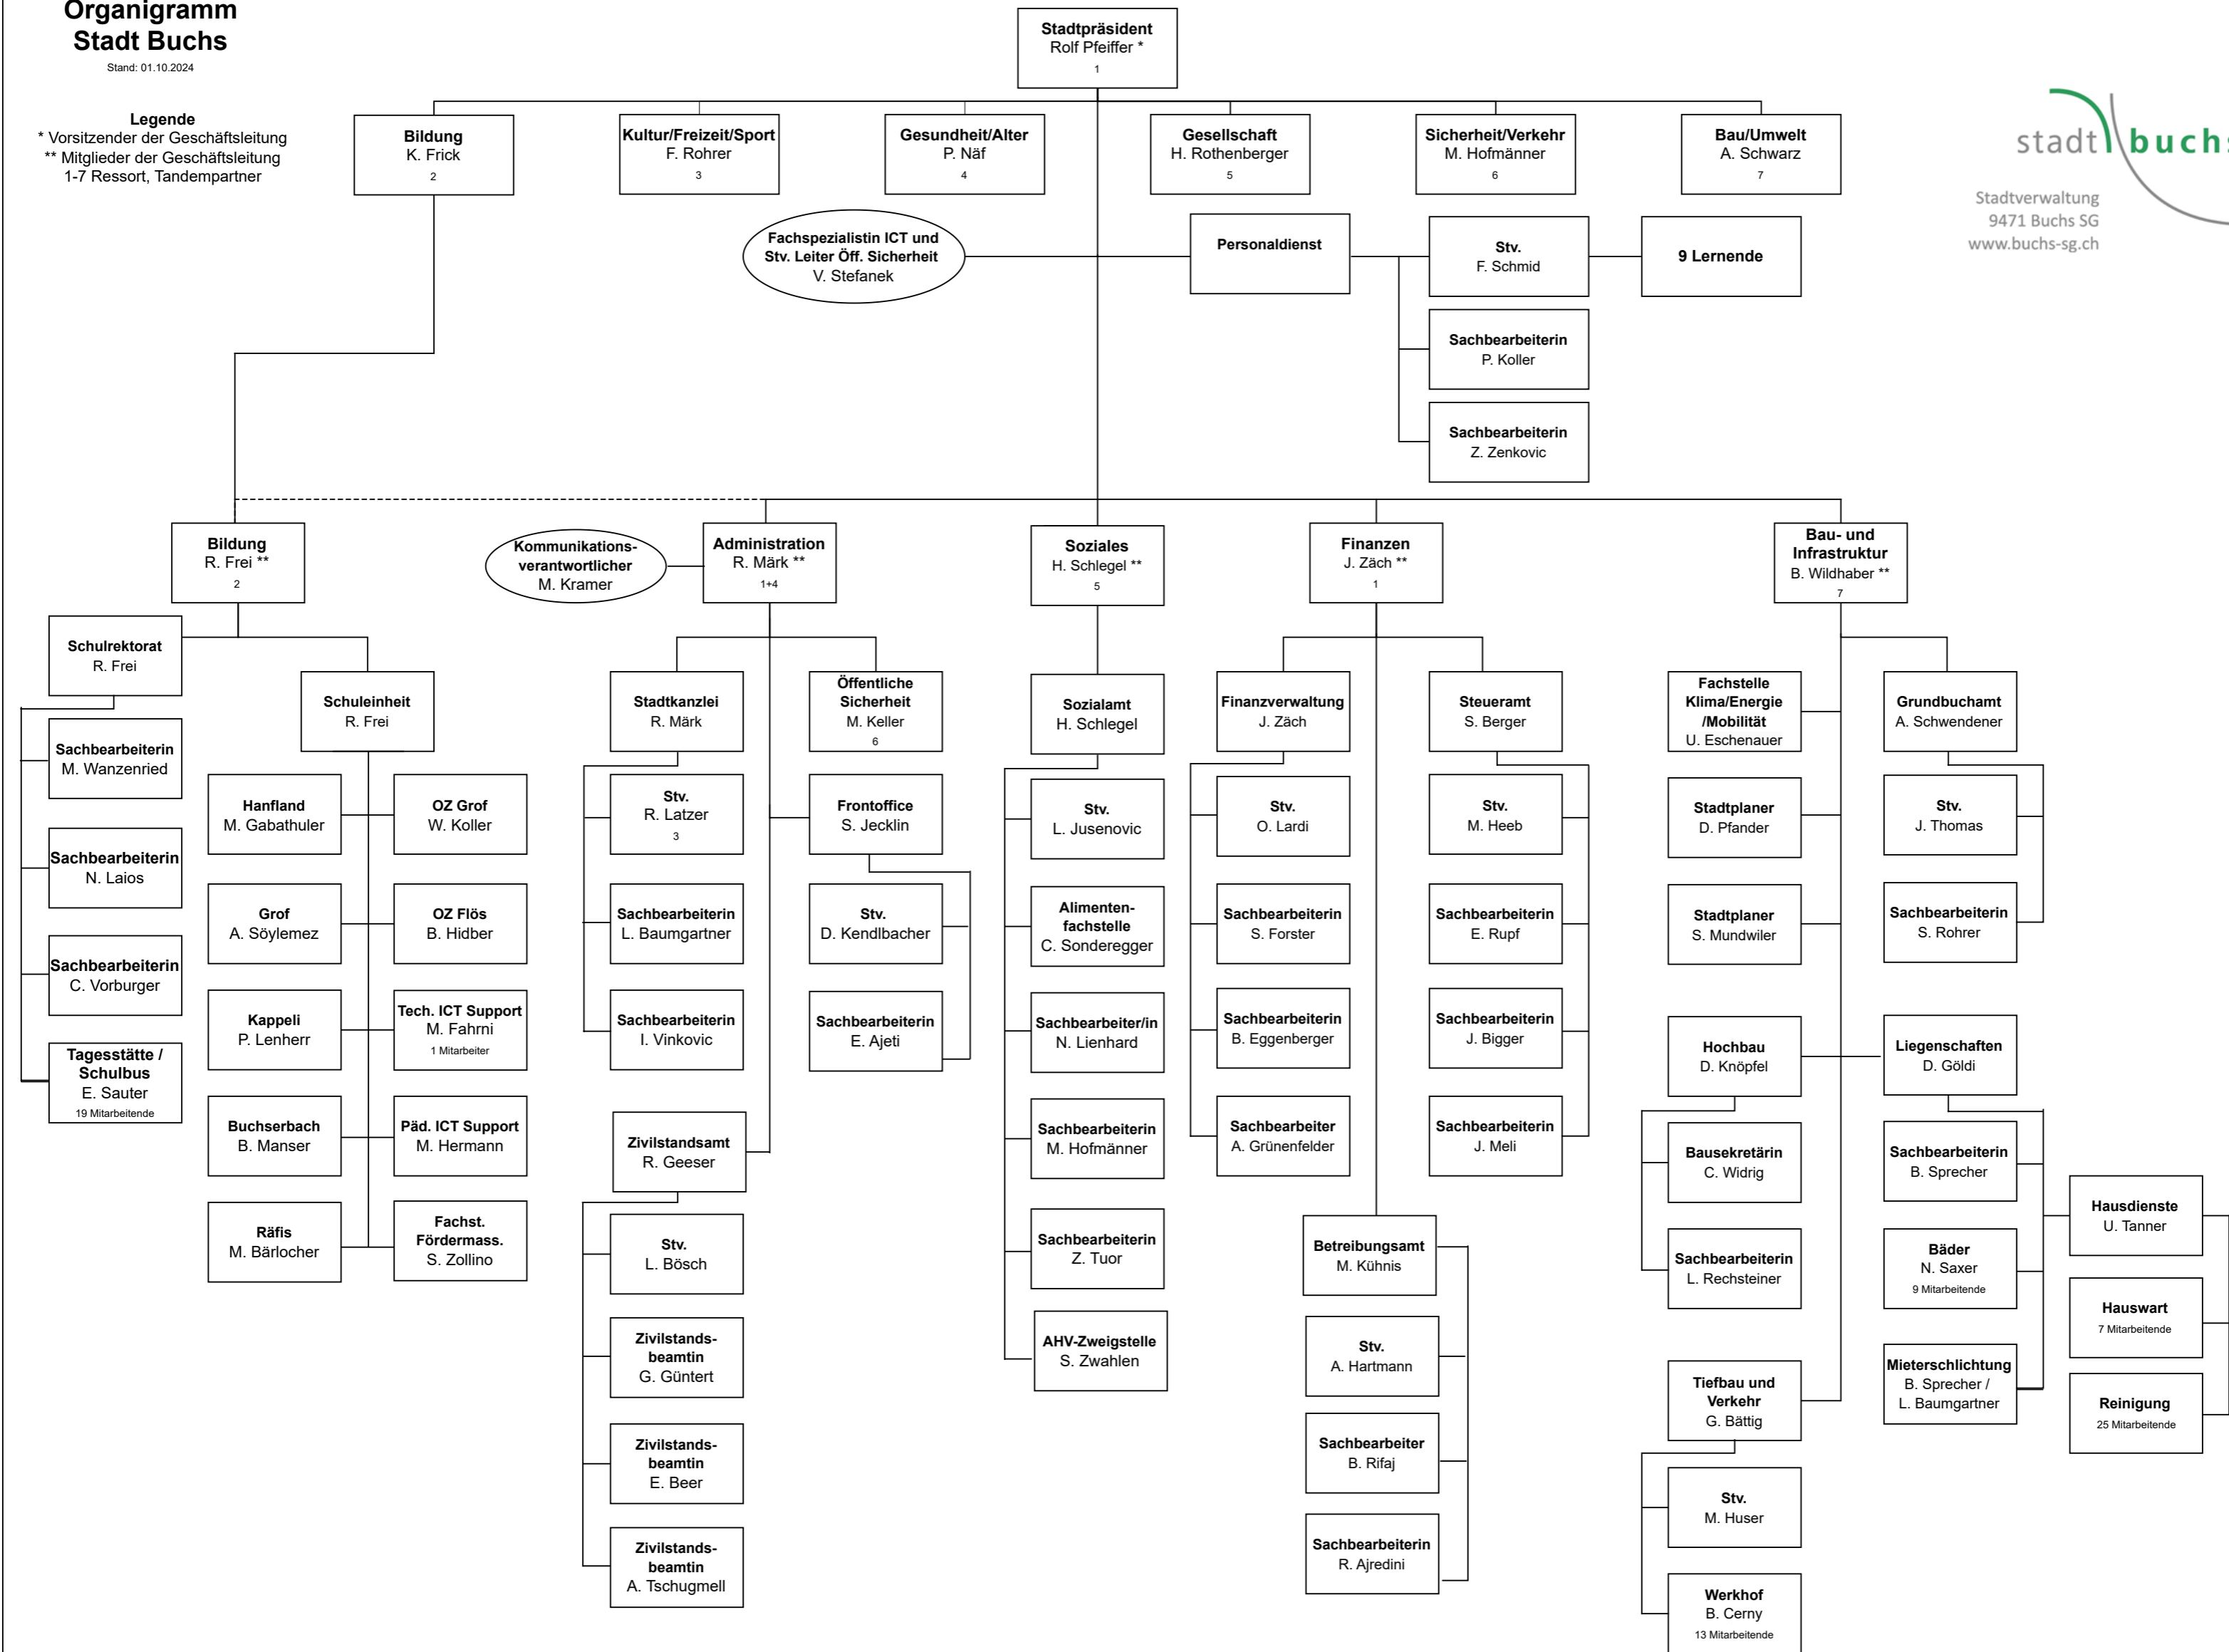 Organigramm
Stadt Buchs
Stand: 01.10.2024
Legende
* Vorsitzender der Geschäftsleitung
** Mitglieder der Geschäftsleitung
1-7 Ressort, Tandempartner
Stadtpräsident
Rolf Pfeiffer *
1
Bildung
K. Frick
2
Kultur/Freizeit/Sport
F. Rohrer
3
Gesundheit/Alter
P. Näf
4
Gesellschaft
H. Rothenberger
5
Sicherheit/Verkehr
M. Hofmänner
6
Bau/Umwelt
A. Schwarz
7
stadt buchs
Stadtverwaltung
9471 Buchs SG
www.buchs-sg.ch
Fachspezialistin ICT und
Stv. Leiter Öff. Sicherheit
V. Stefanek
Personaldienst
Stv.
F. Schmid
9 Lernende
Sachbearbeiterin
P. Koller
Sachbearbeiterin
Z. Zenkovic
Bildung
R. Frei **
2
Kommunikations-
verantwortlicher
M. Kramer
Administration
R. Märk **
1+4
Soziales
H. Schlegel **
5
Finanzen
J. Zäch **
1
Bau- und
Infrastruktur
B. Wildhaber **
7
Schulrektorat
R. Frei
Sachbearbeiterin
M. Wanzenried
Sachbearbeiterin
N. Laios
Sachbearbeiterin
C. Vorburger
Tagesstätte /
Schulbus
E. Sauter
19 Mitarbeitende
Schuleinheit
R. Frei
Hanfland
M. Gabathuler
OZ Grof
W. Koller
Grof
A. Söylemez
OZ Flös
B. Hidber
Kappeli
P. Lenherr
Tech. ICT Support
M. Fahrni
1 Mitarbeiter
Buchserbach
B. Manser
Päd. ICT Support
M. Hermann
Räfis
M. Bärlocher
Fachst.
Fördermass.
S. Zollino
Stadtkanzlei
R. Märk
Stv.
R. Latzer
3
Sachbearbeiterin
L. Baumgartner
Sachbearbeiterin
I. Vinkovic
Öffentliche
Sicherheit
M. Keller
6
Frontoffice
S. Jecklin
Stv.
D. Kendlbacher
Sachbearbeiterin
E. Ajeti
Zivilstandsamt
R. Geeser
Stv.
L. Bösch
Zivilstands-
beamtin
G. Güntert
Zivilstands-
beamtin
E. Beer
Zivilstands-
beamtin
A. Tschugmell
Sozialamt
H. Schlegel
Stv.
L. Jusenovic
Alimenten-
fachstelle
C. Sonderegger
Sachbearbeiter/in
N. Lienhard
Sachbearbeiterin
M. Hofmänner
Sachbearbeiterin
Z. Tuor
AHV-Zweigstelle
S. Zwahlen
Finanzverwaltung
J. Zäch
Stv.
O. Lardi
Sachbearbeiterin
S. Forster
Sachbearbeiterin
B. Eggenberger
Sachbearbeiter
A. Grünenfelder
Steueramt
S. Berger
Stv.
M. Heeb
Sachbearbeiterin
E. Rupf
Sachbearbeiterin
J. Bigger
Sachbearbeiterin
J. Meli
Betreibungsamt
M. Kühnis
Stv.
A. Hartmann
Sachbearbeiter
B. Rifaj
Sachbearbeiterin
R. Ajredini
Fachstelle
Klima/Energie
/Mobilität
U. Eschenauer
Stadtplaner
D. Pfander
Stadtplaner
S. Mundwiler
Grundbuchamt
A. Schwendener
Stv.
J. Thomas
Sachbearbeiterin
S. Rohrer
Hochbau
D. Knöpfel
Bausekretärin
C. Widrig
Sachbearbeiterin
L. Rechsteiner
Liegenschaften
D. Göldi
Sachbearbeiterin
B. Sprecher
Bäder
N. Saxer
9 Mitarbeitende
Mieterschlichtung
B. Sprecher /
L. Baumgartner
Hausdienste
U. Tanner
Hauswart
7 Mitarbeitende
Reinigung
25 Mitarbeitende
Tiefbau und
Verkehr
G. Bättig
Stv.
M. Huser
Werkhof
B. Cerny
13 Mitarbeitende